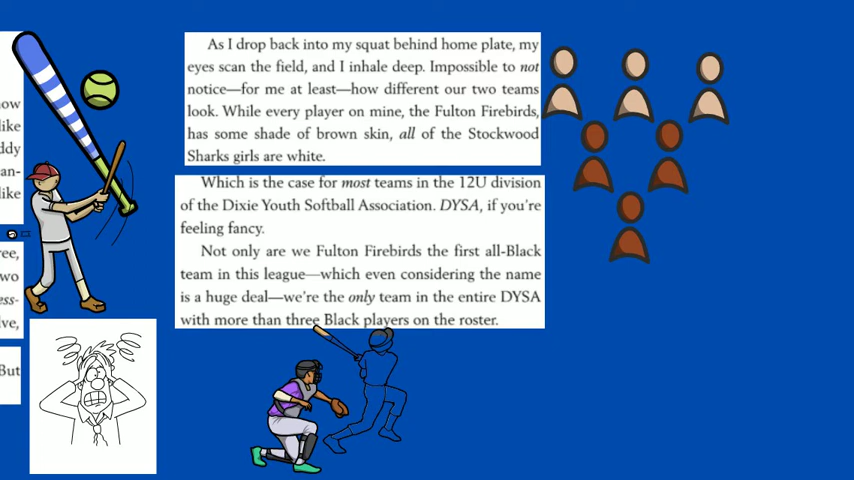 As I drop back into my squat behind home plate, my
eyes scan the field, and I inhale deep. Impossible to not
notice—for me at least—how different our two teams
look. While every player on mine, the Fulton Firebirds,
has some shade of brown skin, all of the Stockwood
Sharks girls are white.
Which is the case for most teams in the 12U division
of the Dixie Youth Softball Association. DYSA, if you're
feeling fancy.
Not only are we Fulton Firebirds the first all-Black
team in this league—which even considering the name
is a huge deal—we're the only team in the entire DYSA
with more than three Black players on the roster.
like
like
two
But